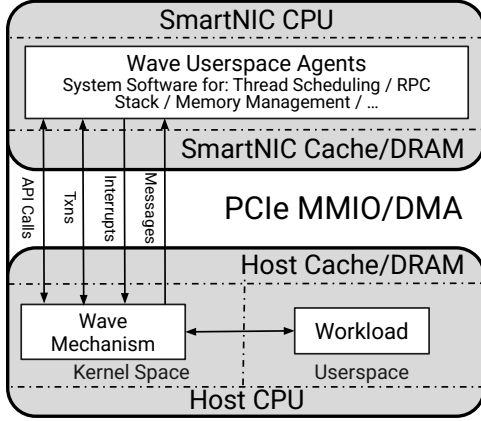 SmartNIC CPU
Wave Userspace Agents
System Software for: Thread Scheduling / RPC
Stack / Memory Management / ...
SmartNIC Cache/DRAM
API Calls
Txns
Interrupts
Messages
PCIe MMIO/DMA
Host Cache/DRAM
Wave
Mechanism
Workload
Kernel Space
Userspace
Host CPU